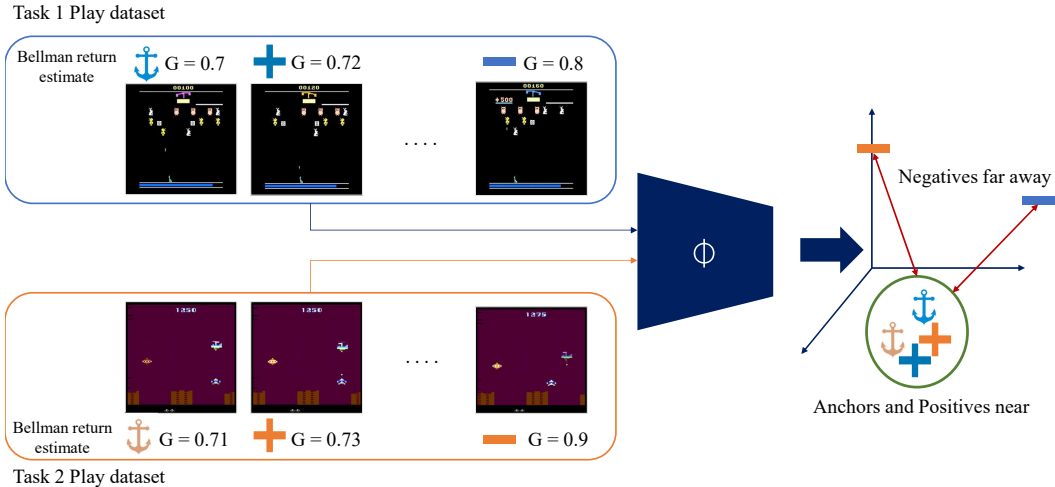 Task 1 Play dataset
Bellman return
estimate
G = 0.7
G = 0.72
G = 0.8
00100
00120
00160
+500
. . . .
Negatives far away
Φ
1250
1250
1275
. . . .
Bellman return
estimate
G = 0.71
G = 0.73
G = 0.9
Anchors and Positives near
Task 2 Play dataset